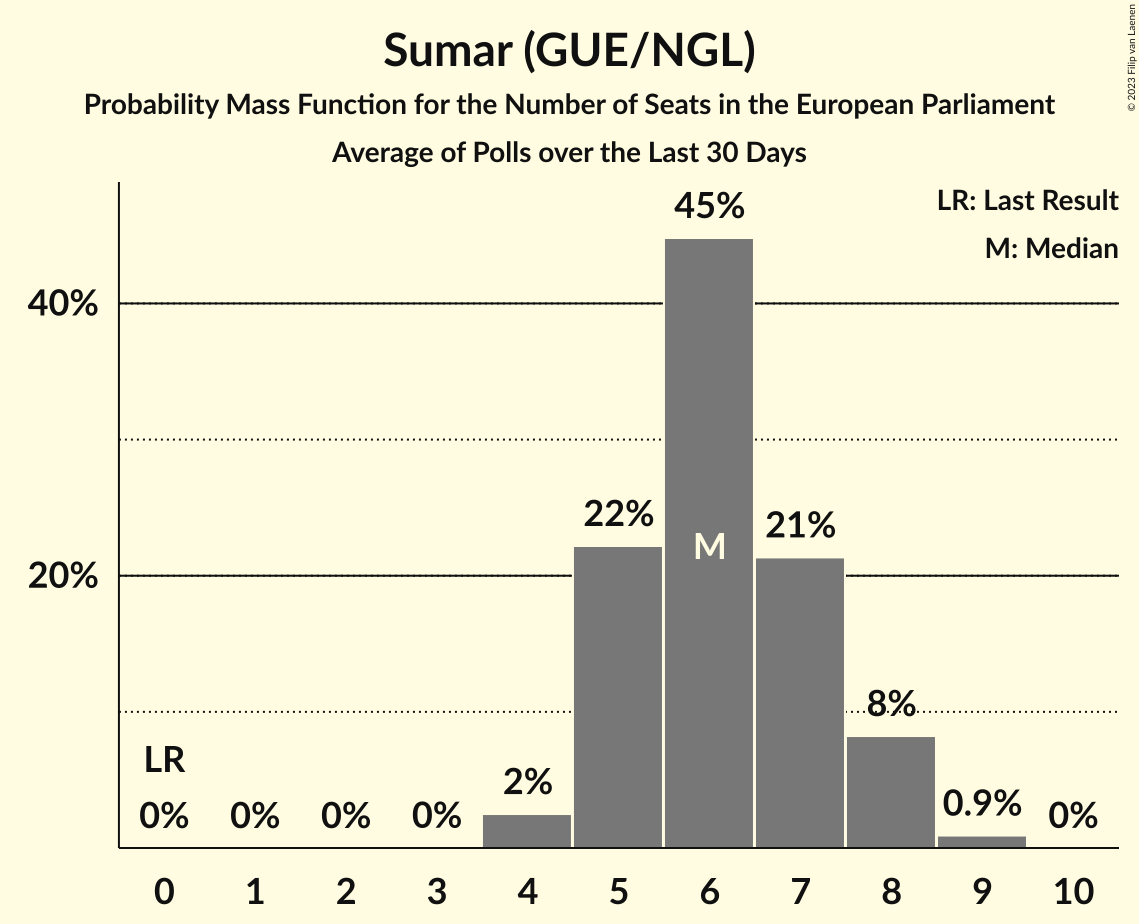 Sumar (GUE/NGL)
Probability Mass Function for the Number of Seats in the European Parliament
Average of Polls over the Last 30 Days
© 2023 Filip van Laenen
LR: Last Result
M: Median
45%
40%
22%
21%
M
20%
8%
LR
2%
0% 0% 0% 0% 0.9% 0%
0 1 2 3 4 5 6 7 8 9 10